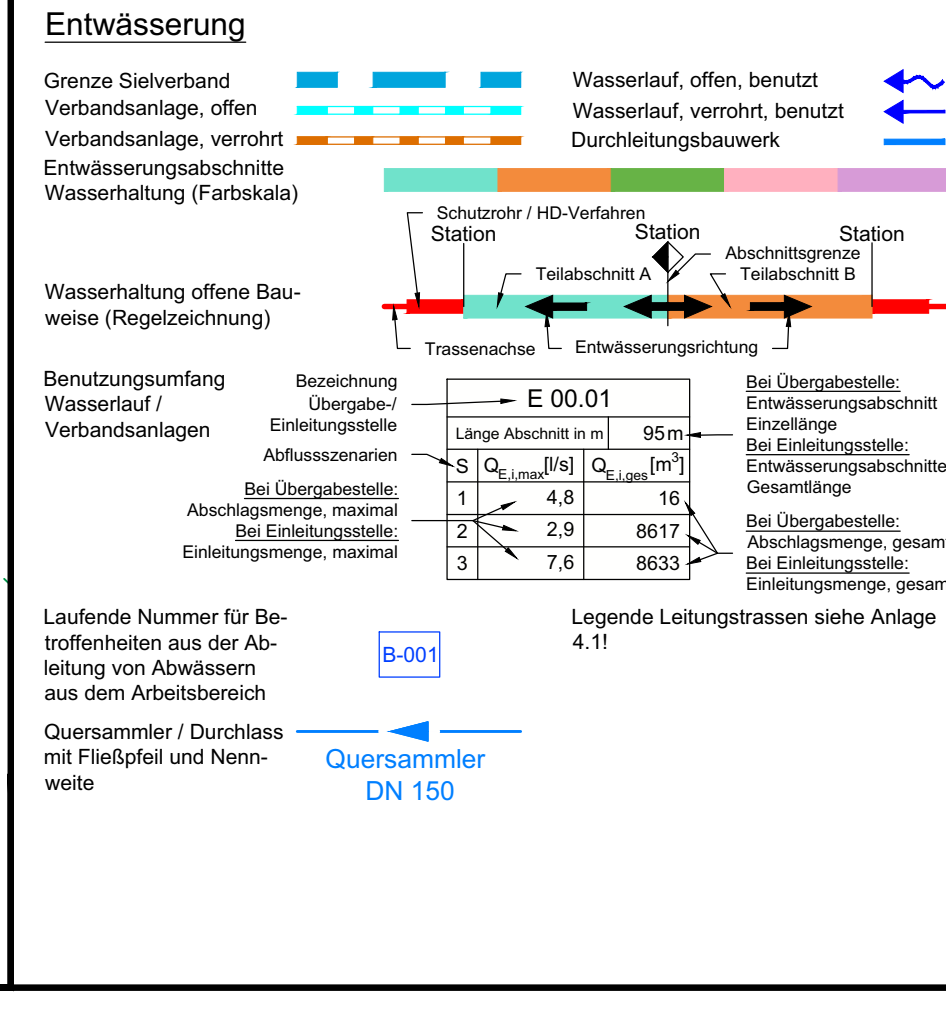 Entwässerung
Grenze Sielverband
Verbandsanlage, offen
Verbandsanlage, verrohrt
Entwässerungsabschnitte
Wasserhaltung (Farbskala)
Wasserlauf, offen, benutzt
Wasserlauf, verrohrt, benutzt
Durchleitungsbauwerk
Schutzrohr / HD-Verfahren
Station
Station
Station
Abschnittsgrenze
Teilabschnitt A
Teilabschnitt B
Wasserhaltung offene Bau-
weise (Regelzeichnung)
Trassenachse
Entwässerungsrichtung
Benutzungsumfang
Wasserlauf /
Verbandsanlagen
Bezeichnung
Übergabe-/
Einleitungsstelle
Abflussszenarien
Bei Übergabestelle:
Abschlagsmenge, maximal
Bei Einleitungsstelle:
Einleitungsmenge, maximal
E 00.01
Länge Abschnitt in m 95m
S Q_E,i,max[l/s] Q_E,i,ges[m³]
1 4,8 16
2 2,9 8617
3 7,6 8633
Bei Übergabestelle:
Entwässerungsabschnitt
Einzellänge
Bei Einleitungsstelle:
Entwässerungsabschnitte
Gesamtlänge
Bei Übergabestelle:
Abschlagsmenge, gesamt
Bei Einleitungsstelle:
Einleitungsmenge, gesam
Laufende Nummer für Be-
troffenheiten aus der Ab-
leitung von Abwässern
aus dem Arbeitsbereich
B-001
Legende Leitungstrassen siehe Anlage
4.1!
Quersammler / Durchlass
mit Fließpfeil und Nenn-
weite
Quersammler
DN 150